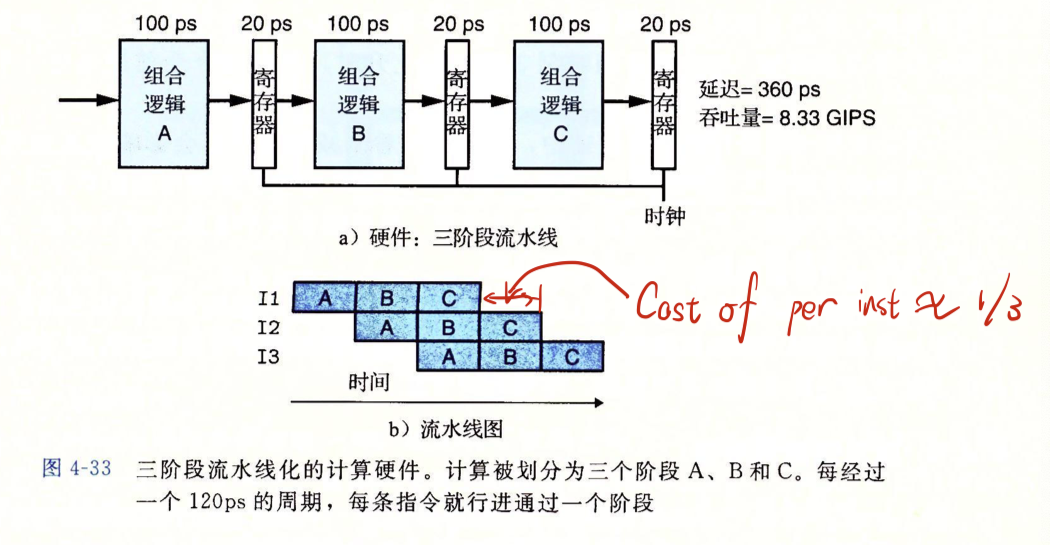 100 ps 20 ps 100 ps 20 ps 100 ps 20 ps
组合逻辑A
寄存器
组合逻辑B
寄存器
组合逻辑C
寄存器
延迟= 360 ps
吞吐量= 8.33 GIPS
时钟
a）硬件：三阶段流水线
I1 A B C
I2 A B C
I3 A B C
Cost of per inst ≈ 1/3
时间
b）流水线图
图 4-33 三阶段流水线化的计算硬件。计算被划分为三个阶段 A、B 和 C。每经过
一个 120ps 的周期，每条指令就行进通过一个阶段